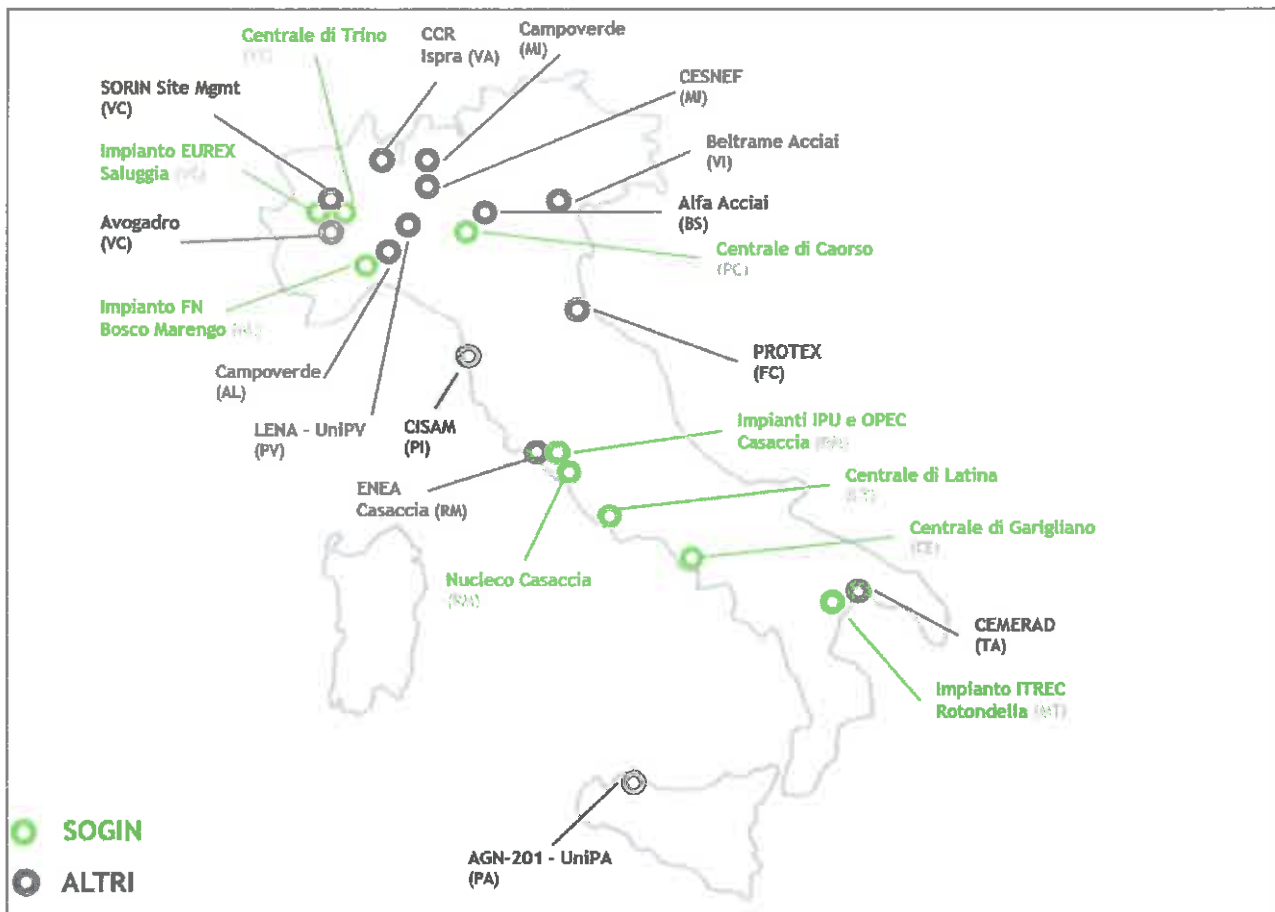 Centrale di Trino
CCR
Ispra (VA)
Campoverde
(MI)
SORIN Site Mgmt
(VC)
CESNEF
(MI)
Impianto EUREX
Saluggia
Beltrame Acciai
(VI)
Avogadro
(VC)
Alfa Acciai
(BS)
Centrale di Caorso
(PC)
Impianto FN
Bosco Marengo
PROTEX
(FC)
Campoverde
(AL)
LENA - UniPV
(PV)
CISAM
(PI)
Impianti IPU e OPEC
Casaccia
ENEA
Casaccia (RM)
Centrale di Latina
Centrale di Garigliano
Nucleco Casaccia
CEMERAD
(TA)
Impianto ITREC
Rotondella (MT)
AGN-201 - UniPA
(PA)
SOGIN
ALTRI